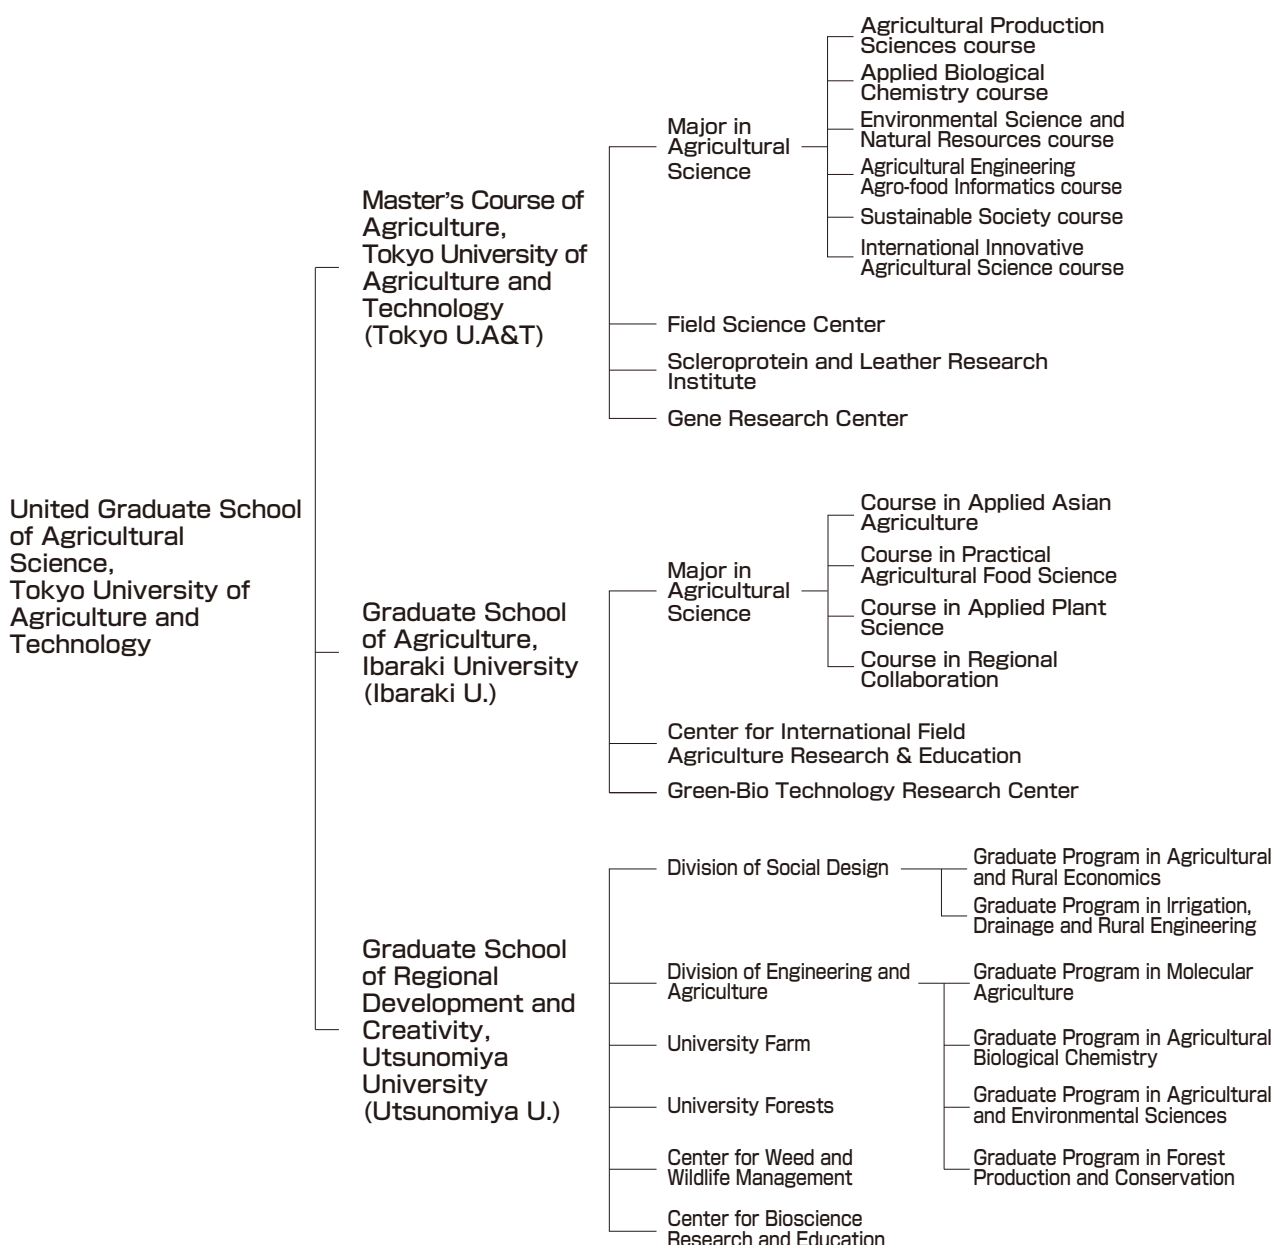 United Graduate School
of Agricultural
Science,
Tokyo University of
Agriculture and
Technology
Master's Course of
Agriculture,
Tokyo University of
Agriculture and
Technology
(Tokyo U.A&T)
Major in
Agricultural
Science
Agricultural Production
Sciences course
Applied Biological
Chemistry course
Environmental Science and
Natural Resources course
Agricultural Engineering
Agro-food Informatics course
Sustainable Society course
International Innovative
Agricultural Science course
Field Science Center
Scleroprotein and Leather Research
Institute
Gene Research Center
Graduate School
of Agriculture,
Ibaraki University
(Ibaraki U.)
Major in
Agricultural
Science
Course in Applied Asian
Agriculture
Course in Practical
Agricultural Food Science
Course in Applied Plant
Science
Course in Regional
Collaboration
Center for International Field
Agriculture Research & Education
Green-Bio Technology Research Center
Graduate School
of Regional
Development and
Creativity,
Utsunomiya
University
(Utsunomiya U.)
Division of Social Design
Graduate Program in Agricultural
and Rural Economics
Graduate Program in Irrigation,
Drainage and Rural Engineering
Division of Engineering and
Agriculture
Graduate Program in Molecular
Agriculture
Graduate Program in Agricultural
Biological Chemistry
Graduate Program in Agricultural
and Environmental Sciences
Graduate Program in Forest
Production and Conservation
University Farm
University Forests
Center for Weed and
Wildlife Management
Center for Bioscience
Research and Education